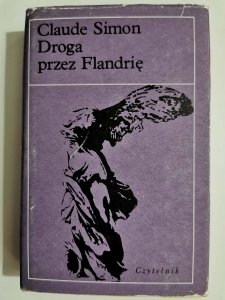 Claude Simon
Droga
przez Flandrię
Czytelnik